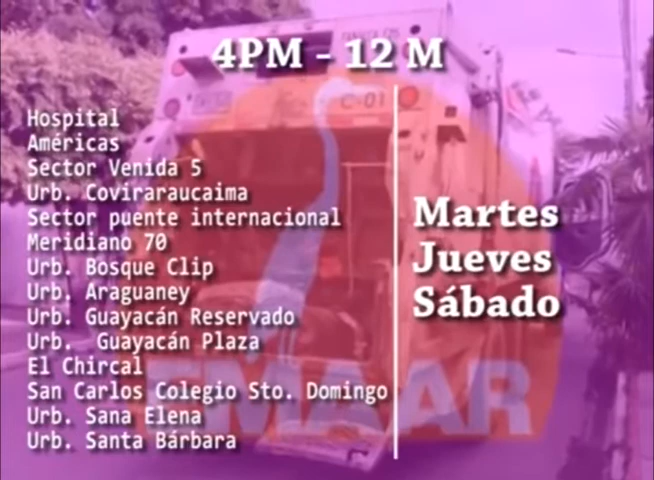 4PM - 12 M
Hospital
Américas
Sector Venida 5
Urb. Coviraraucaima
Sector puente internacional
Meridiano 70
Urb. Bosque Clip
Urb. Araguaney
Urb. Guayacán Reservado
Urb. Guayacán Plaza
El Chircal
San Carlos Colegio Sto. Domingo
Urb. Sana Elena
Urb. Santa Bárbara
Martes
Jueves
Sábado
C-01
EMAAR